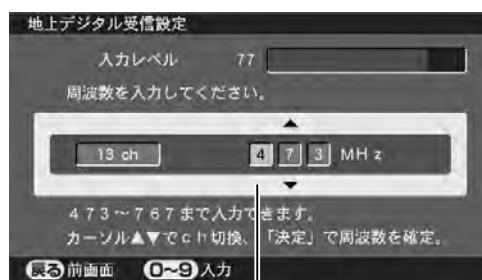 地上デジタル受信設定
入力レベル 77
周波数を入力してください。
▲
13 ch 4 7 3 MHz
▼
473〜767まで入力できます。
カーソル▲▼でch切換、「決定」で周波数を確定。
戻る 前画面 0〜9 入力